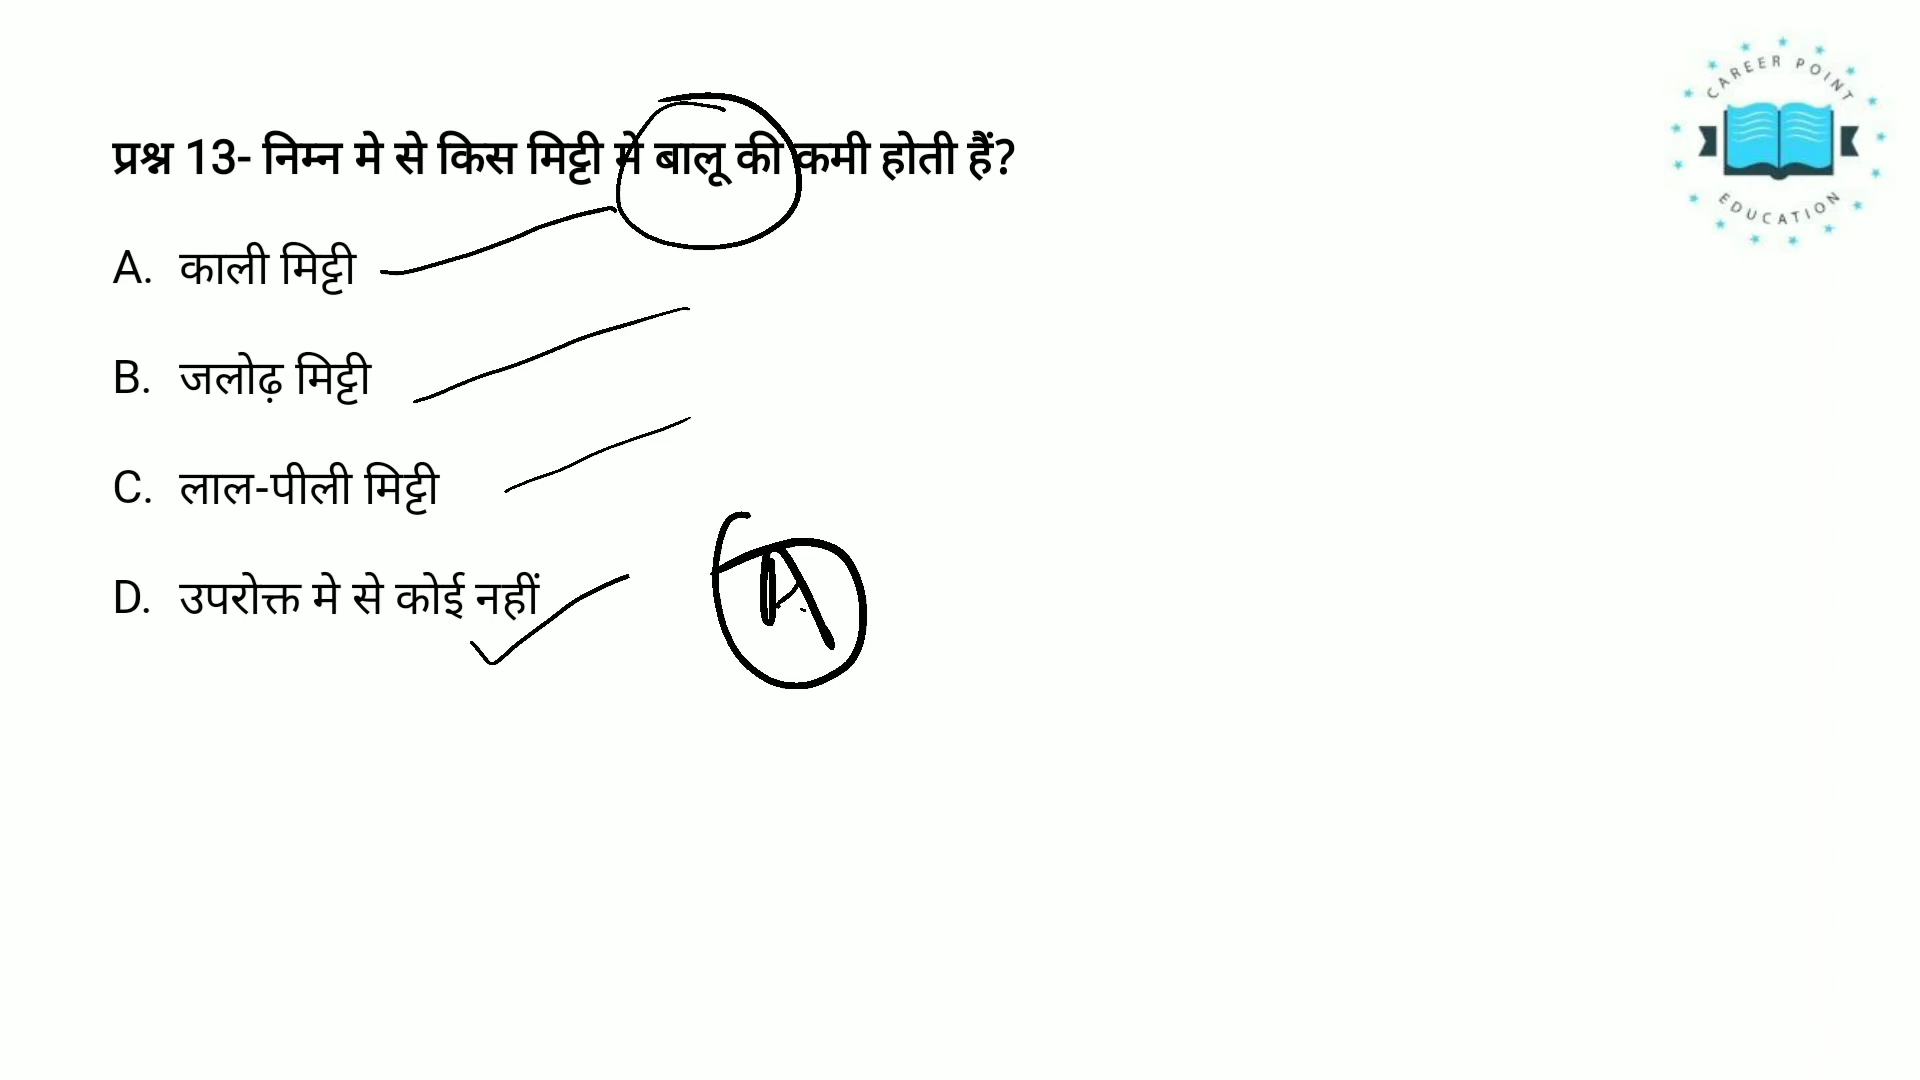 CAREER POINT
EDUCATION
प्रश्न 13- निम्न मे से किस मिट्टी मे बालू की कमी होती हैं?
A. काली मिट्टी
B. जलोढ़ मिट्टी
C. लाल-पीली मिट्टी
D. उपरोक्त मे से कोई नहीं
A